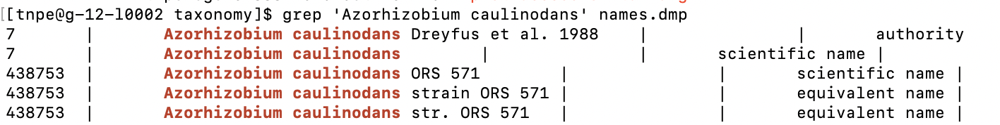 [[tnpe@g-12-l0002 taxonomy]$ grep 'Azorhizobium caulinodans' names.dmp
7 | Azorhizobium caulinodans Dreyfus et al. 1988 | | authority
7 | Azorhizobium caulinodans | | scientific name |
438753 | Azorhizobium caulinodans ORS 571 | | scientific name |
438753 | Azorhizobium caulinodans strain ORS 571 | | equivalent name |
438753 | Azorhizobium caulinodans str. ORS 571 | | equivalent name |